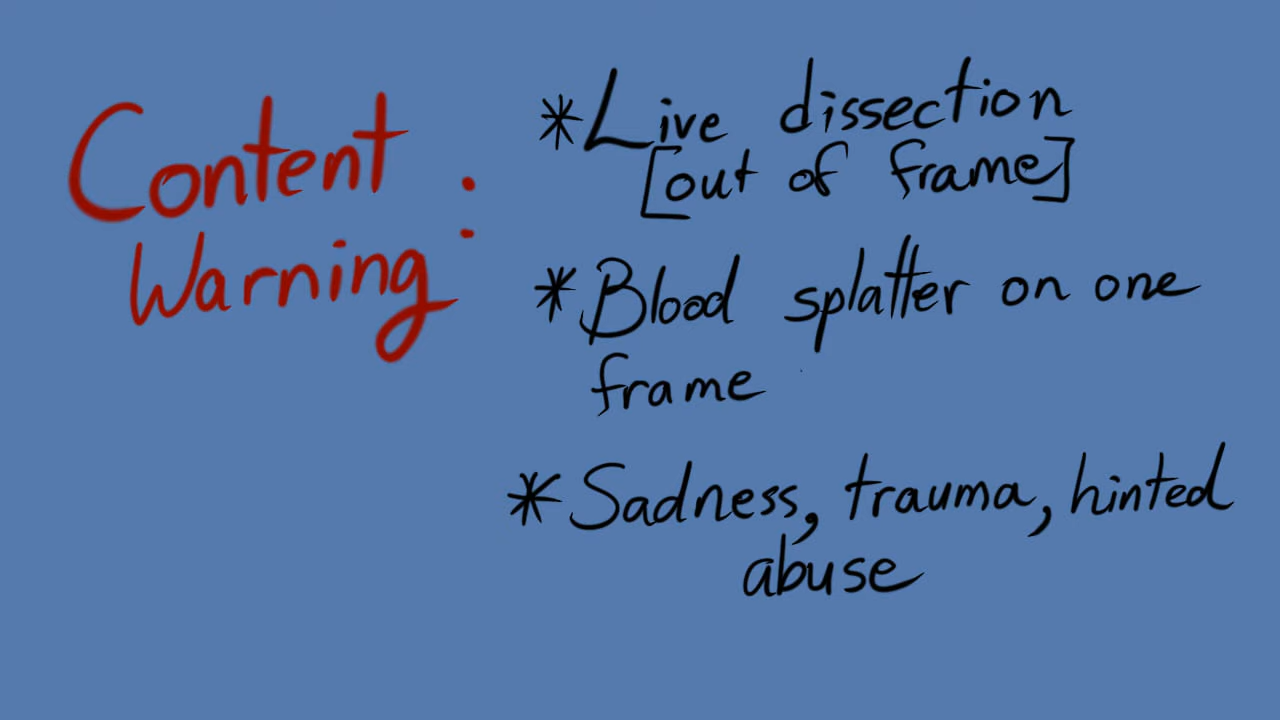 Content
Warning :
*Live dissection
[out of frame]
*Blood splatter on one
frame
*Sadness, trauma, hinted
abuse